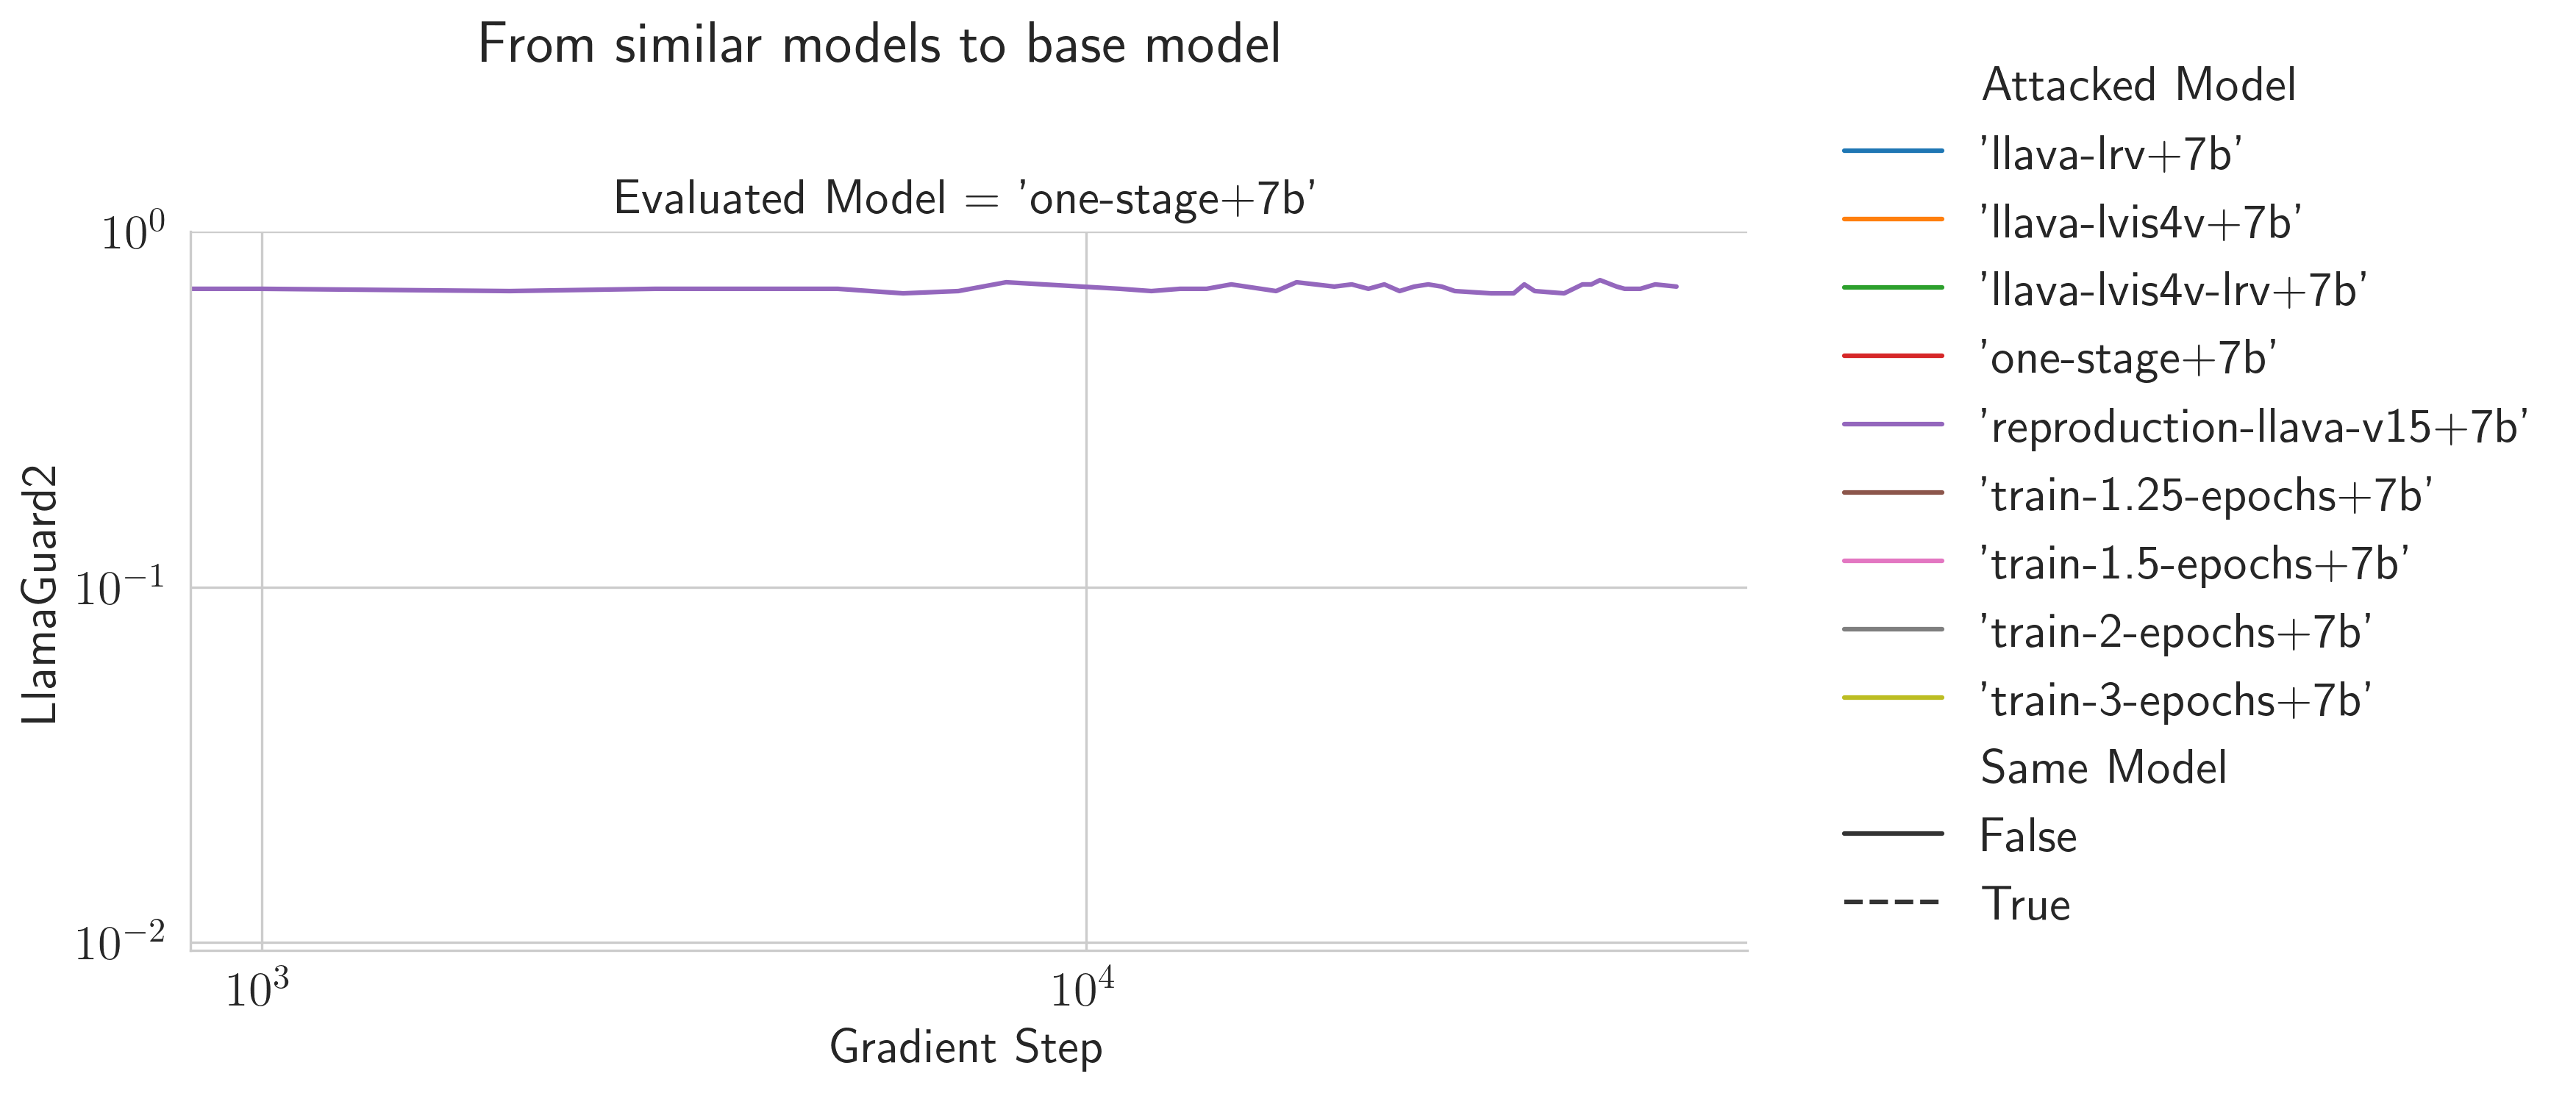 From similar models to base model
Evaluated Model = 'one-stage+7b'
10^0
10^-1
10^-2
LlamaGuard2
10^3
10^4
Gradient Step
Attacked Model
'llava-lrv+7b'
'llava-lvis4v+7b'
'llava-lvis4v-lrv+7b'
'one-stage+7b'
'reproduction-llava-v15+7b'
'train-1.25-epochs+7b'
'train-1.5-epochs+7b'
'train-2-epochs+7b'
'train-3-epochs+7b'
Same Model
False
True